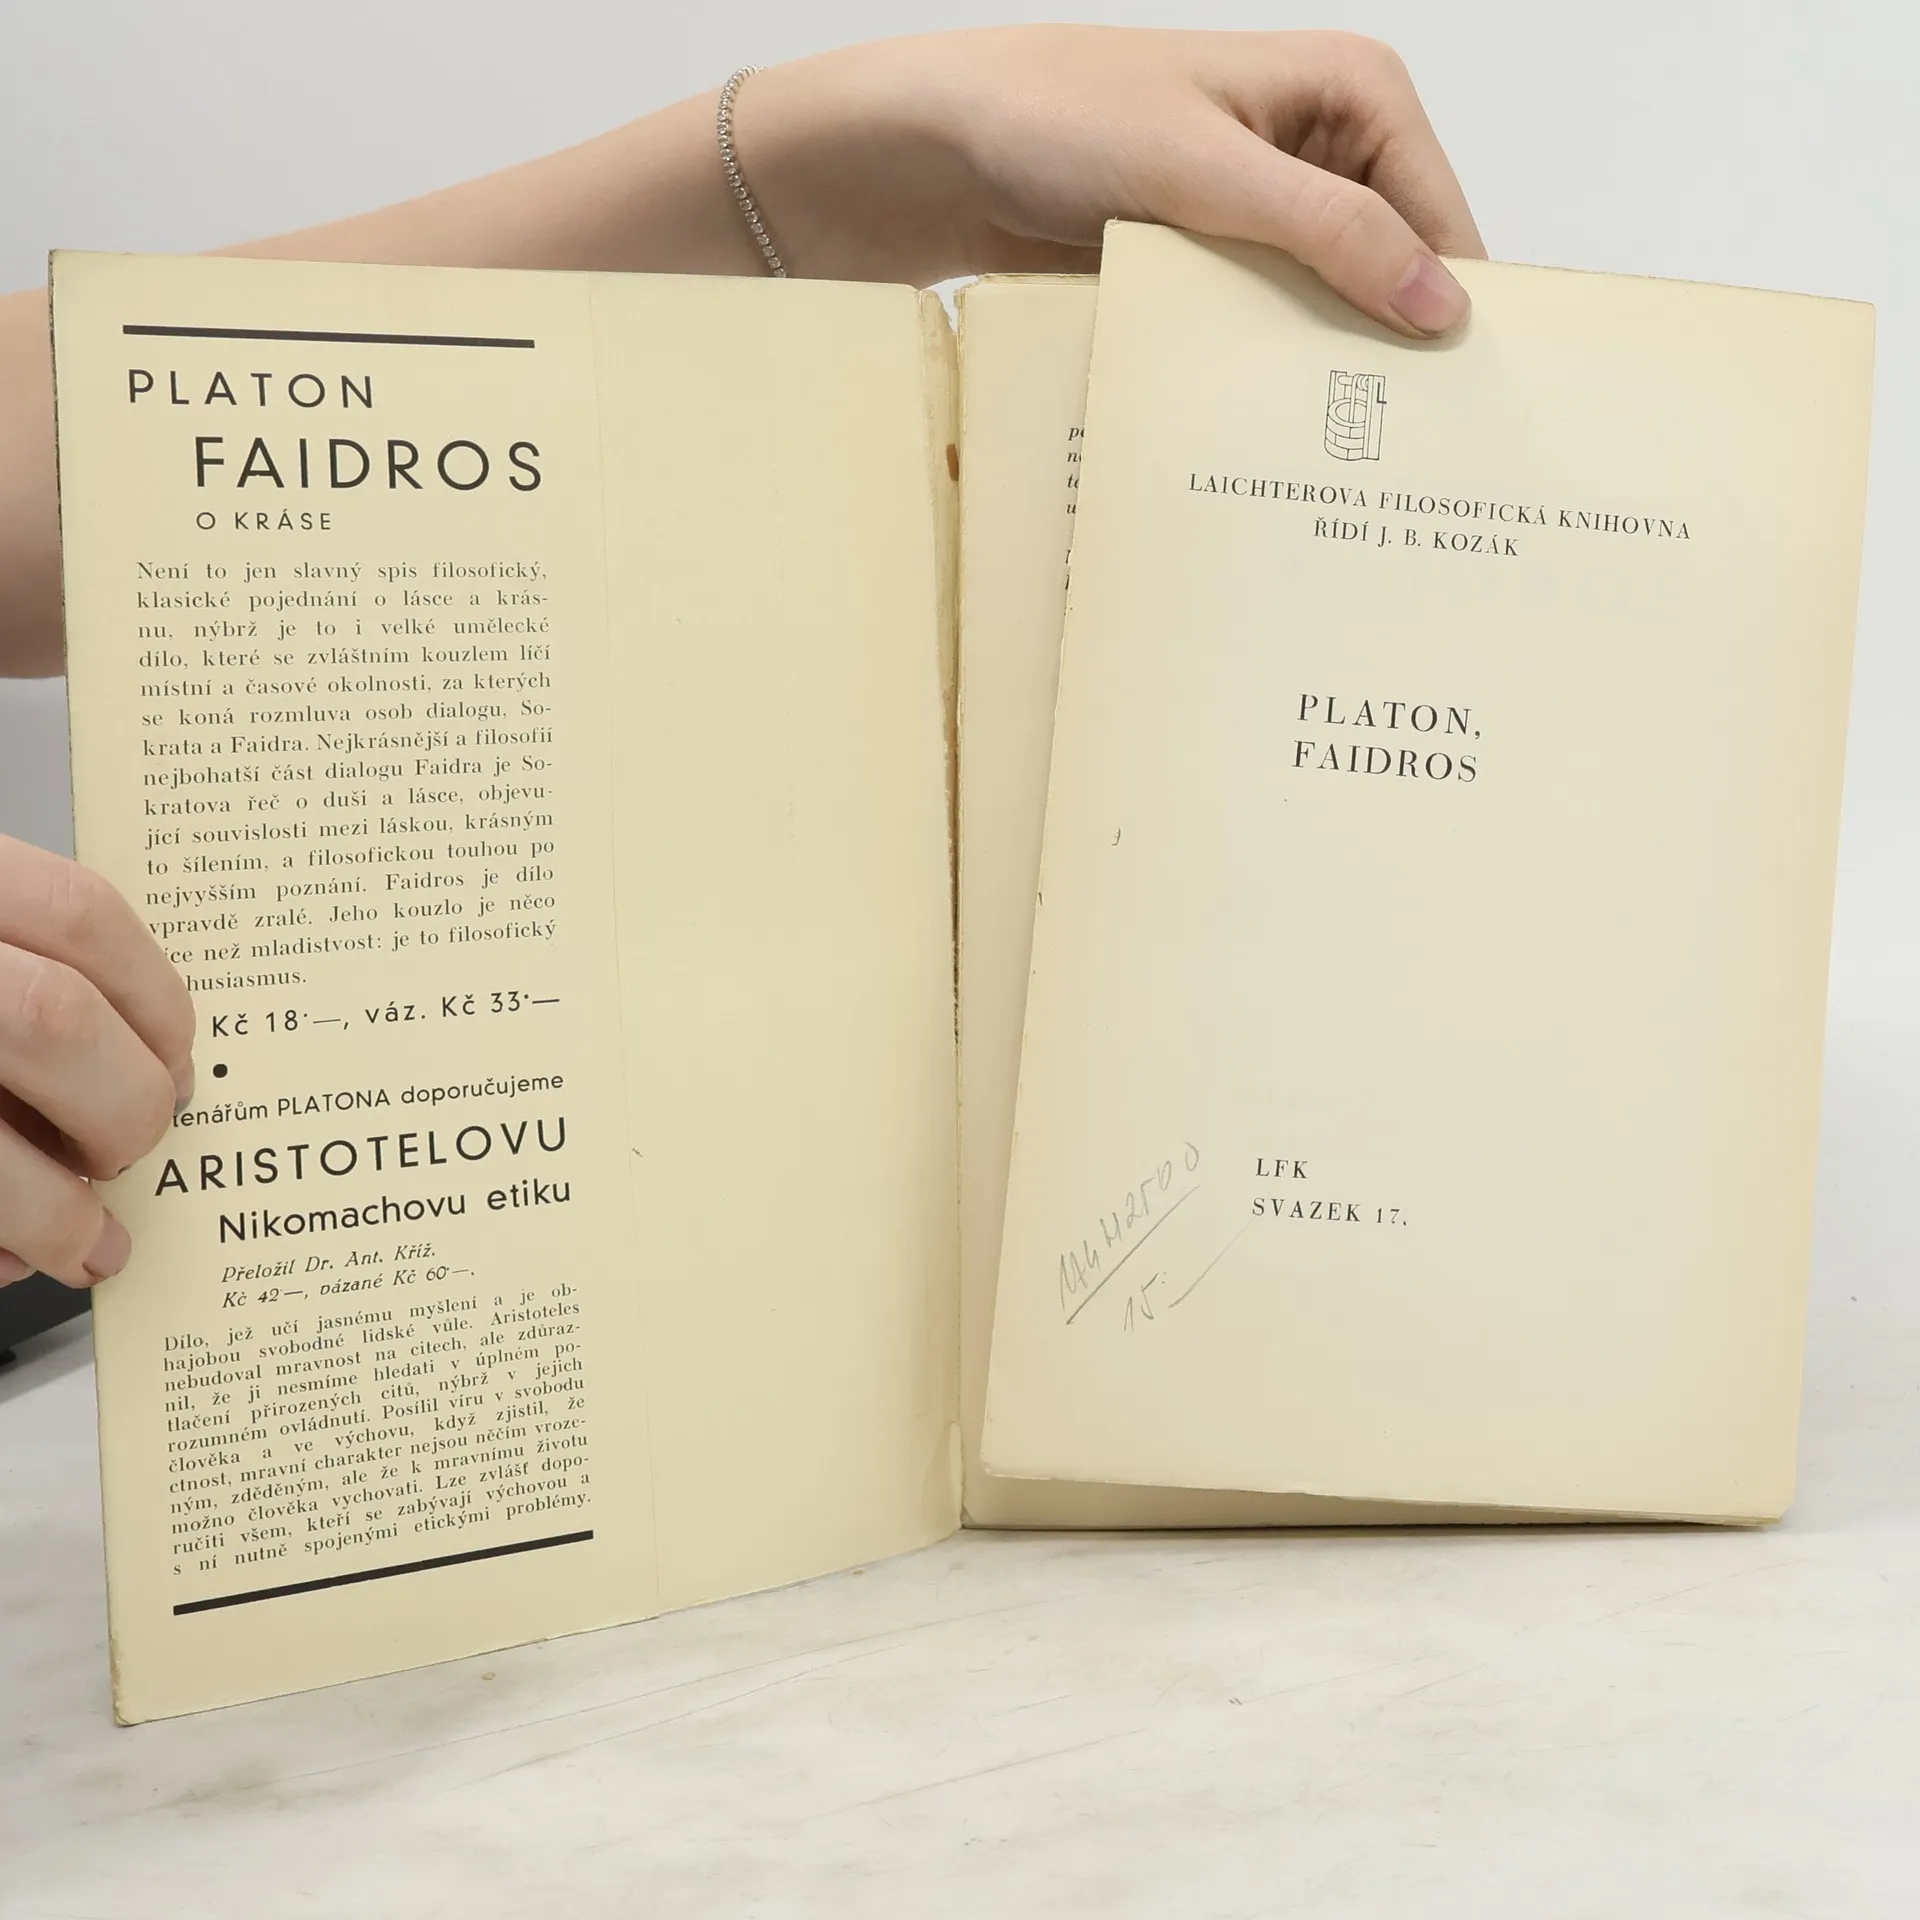 PLATON
FAIDROS
O KRÁSE
Není to jen slavný spis filosofický,
klasické pojednání o lásce a krás-
nu, nýbrž je to i velké umělecké
dílo, které se zvláštním kouzlem líčí
místní a časové okolnosti, za kterých
se koná rozmluva osob dialogu, So-
krata a Faidra. Nejkrásnější a filosofií
nejbohatší část dialogu Faidra je So-
kratova řeč o duši a lásce, objevu-
jící souvislosti mezi láskou, krásným
to šílením, a filosofickou touhou po
nejvyšším poznání. Faidros je dílo
vpravdě zralé. Jeho kouzlo je něco
íce než mladistvost: je to filosofický
husiasmus.
Kč 18·—, váz. Kč 33·—
tenářům PLATONA doporučujeme
ARISTOTELOVU
Nikomachovu etiku
Přeložil Dr. Ant. Kříž.
Kč 42·—, vázané Kč 60·—.
Dílo, jež učí jasnému myšlení a je ob-
hajobou svobodné lidské vůle. Aristoteles
nebudoval mravnost na citech, ale zdůraz-
nil, že ji nesmíme hledati v úplném po-
tlačení přirozených citů, nýbrž v jejich
rozumném ovládnutí. Posílil víru v svobodu
člověka a ve výchovu, když zjistil, že
ctnost, mravní charakter nejsou něčím vroze-
ným, zděděným, ale že k mravnímu životu
možno člověka vychovati. Lze zvlášť dopo-
ručiti všem, kteří se zabývají výchovou a
s ní nutně spojenými etickými problémy.
L
LAICHTEROVA FILOSOFICKÁ KNIHOVNA
ŘÍDÍ J. B. KOZÁK
PLATON,
FAIDROS
LFK
SVAZEK 17.
15.—